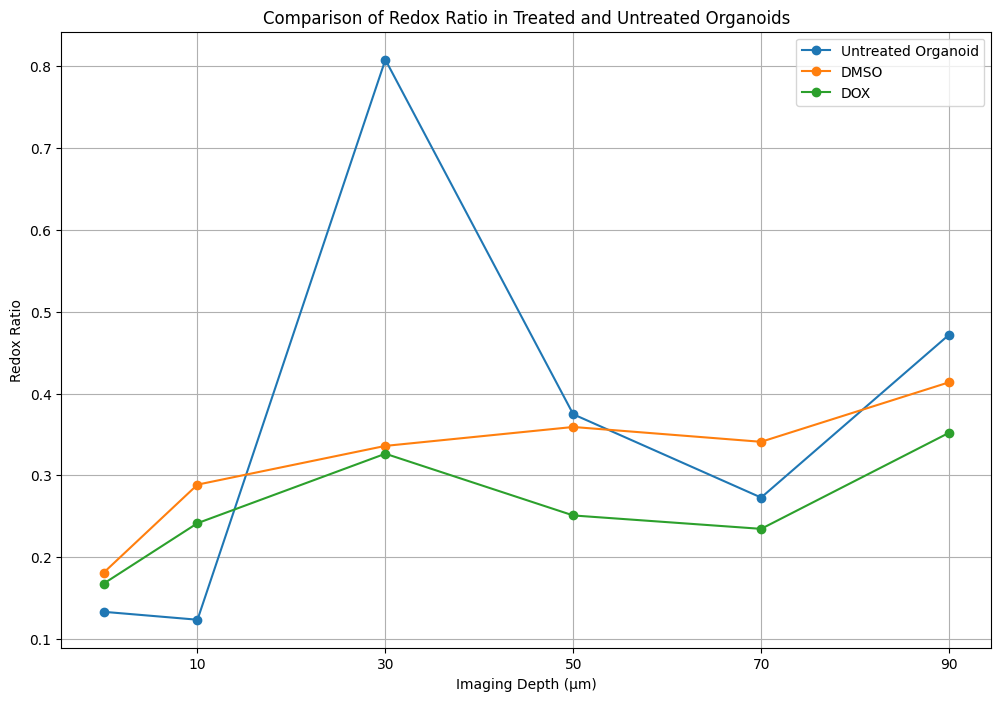 Comparison of Redox Ratio in Treated and Untreated Organoids
Untreated Organoid
DMSO
DOX
0.8
0.7
0.6
0.5
0.4
0.3
0.2
0.1
Redox Ratio
10 30 50 70 90
Imaging Depth (μm)